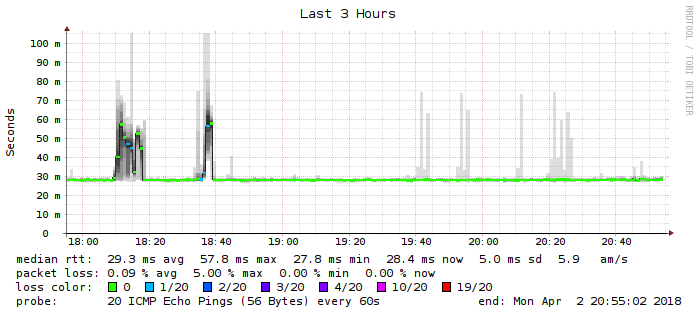 Last 3 Hours
RRDTOOL / TOBI OETIKER
Seconds
100 m
90 m
80 m
70 m
60 m
50 m
40 m
30 m
20 m
10 m
0
18:00 18:20 18:40 19:00 19:20 19:40 20:00 20:20 20:40
median rtt: 29.3 ms avg 57.8 ms max 27.8 ms min 28.4 ms now 5.0 ms sd 5.9 am/s
packet loss: 0.09 % avg 5.00 % max 0.00 % min 0.00 % now
loss color: 0 1/20 2/20 3/20 4/20 10/20 19/20
probe: 20 ICMP Echo Pings (56 Bytes) every 60s end: Mon Apr 2 20:55:02 2018